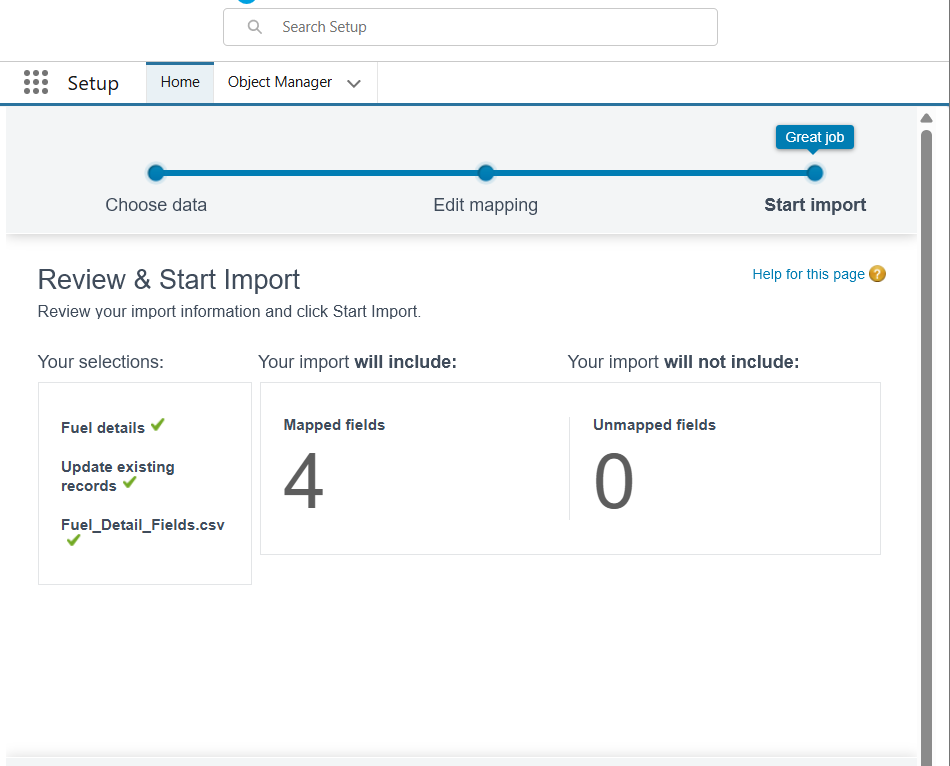 Search Setup
Setup
Home
Object Manager
Great job
Choose data
Edit mapping
Start import
Review & Start Import
Help for this page ?
Review your import information and click Start Import.
Your selections:
Your import will include:
Your import will not include:
Fuel details
Update existing
records
Fuel_Detail_Fields.csv
Mapped fields
4
Unmapped fields
0